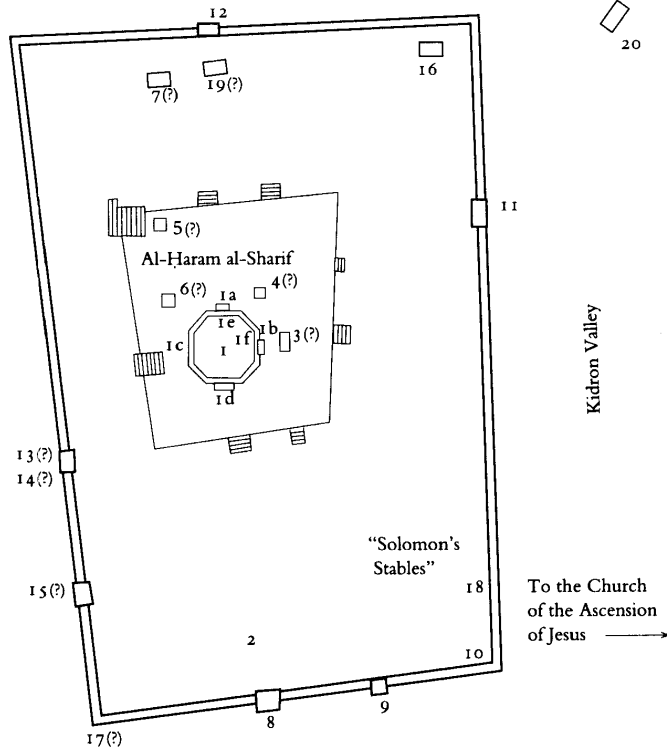 12
20
7(?)
19(?)
16
11
5(?)
Al-Ḥaram al-Sharif
6(?)
1a
4(?)
1e
1b
1c
1f
3(?)
1
1d
Kidron Valley
13(?)
14(?)
"Solomon's
Stables"
15(?)
18
To the Church
of the Ascension
of Jesus
2
10
8
9
17(?)